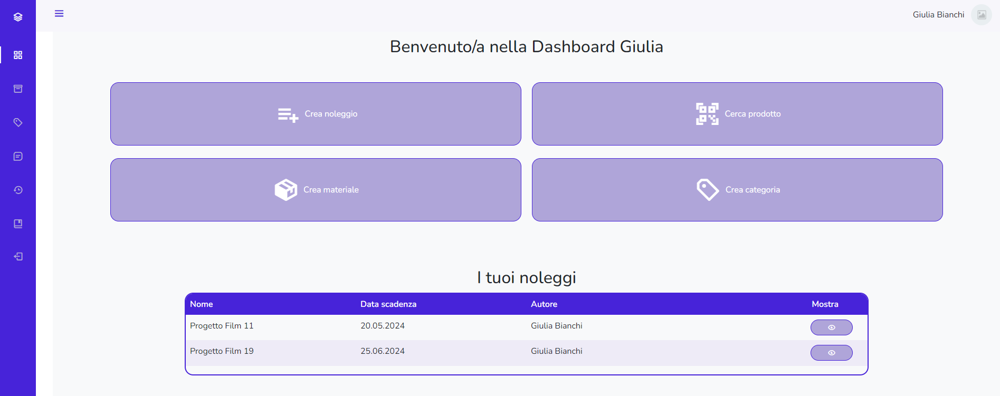 Giulia Bianchi
Benvenuto/a nella Dashboard Giulia
Crea noleggio
Cerca prodotto
Crea materiale
Crea categoria
I tuoi noleggi
Nome Data scadenza Autore Mostra
Progetto Film 11 20.05.2024 Giulia Bianchi
Progetto Film 19 25.06.2024 Giulia Bianchi